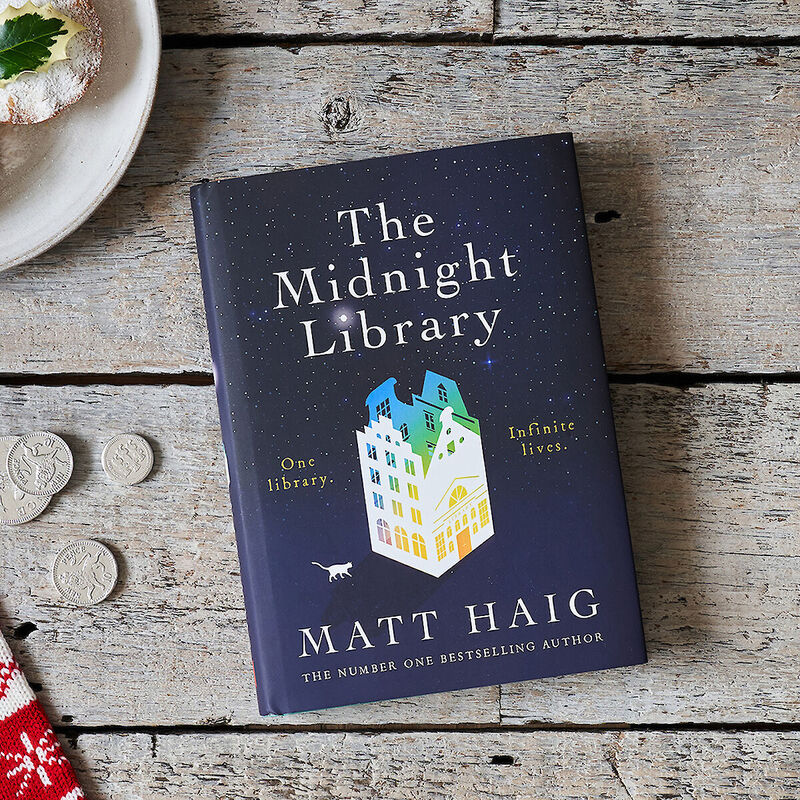 The
Midnight
Library
One
library.
Infinite
lives.
MATT HAIG
THE NUMBER ONE BESTSELLING AUTHOR